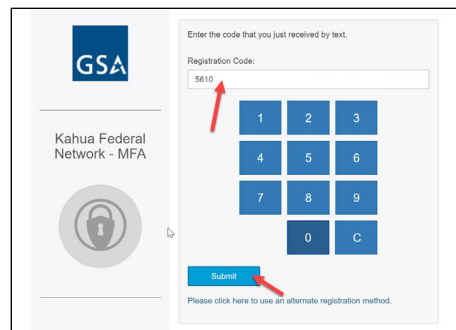 GSA
Kahua Federal
Network - MFA
Enter the code that you just received by text.
Registration Code:
5610
1 2 3
4 5 6
7 8 9
0 C
Submit
Please click here to use an alternate registration method.